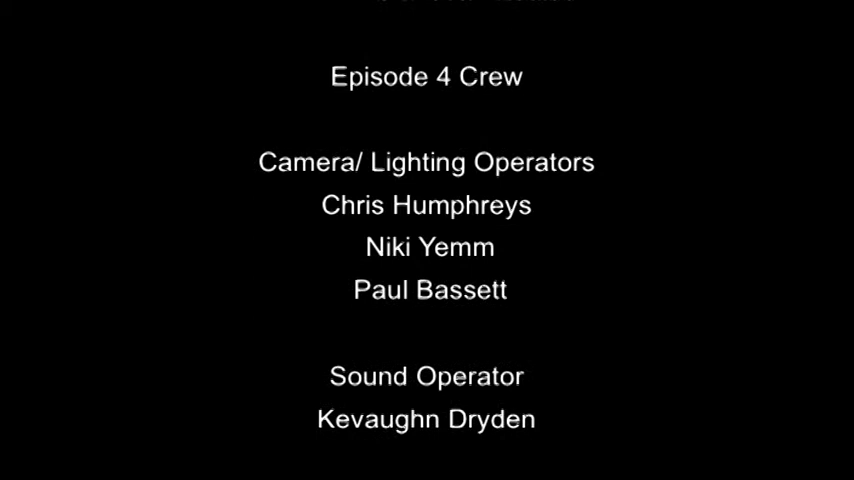 Episode 4 Crew
Camera/ Lighting Operators
Chris Humphreys
Niki Yemm
Paul Bassett
Sound Operator
Kevaughn Dryden